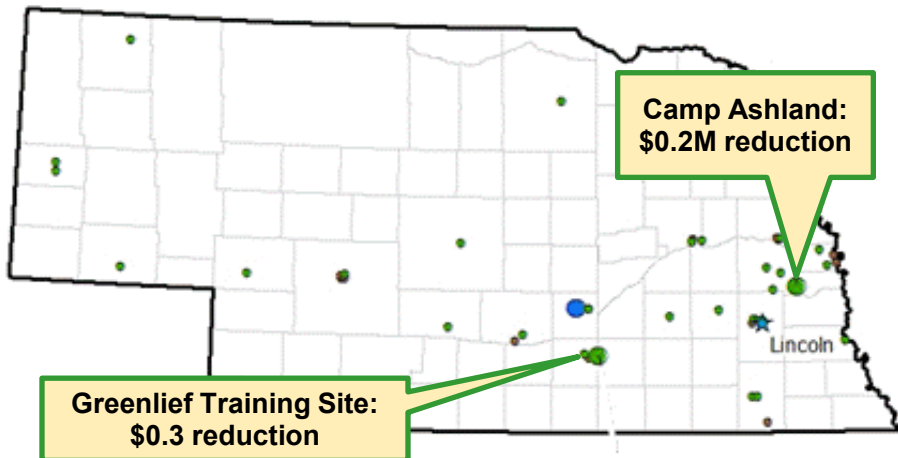 Camp Ashland:
$0.2M reduction
Lincoln
Greenlief Training Site:
$0.3 reduction